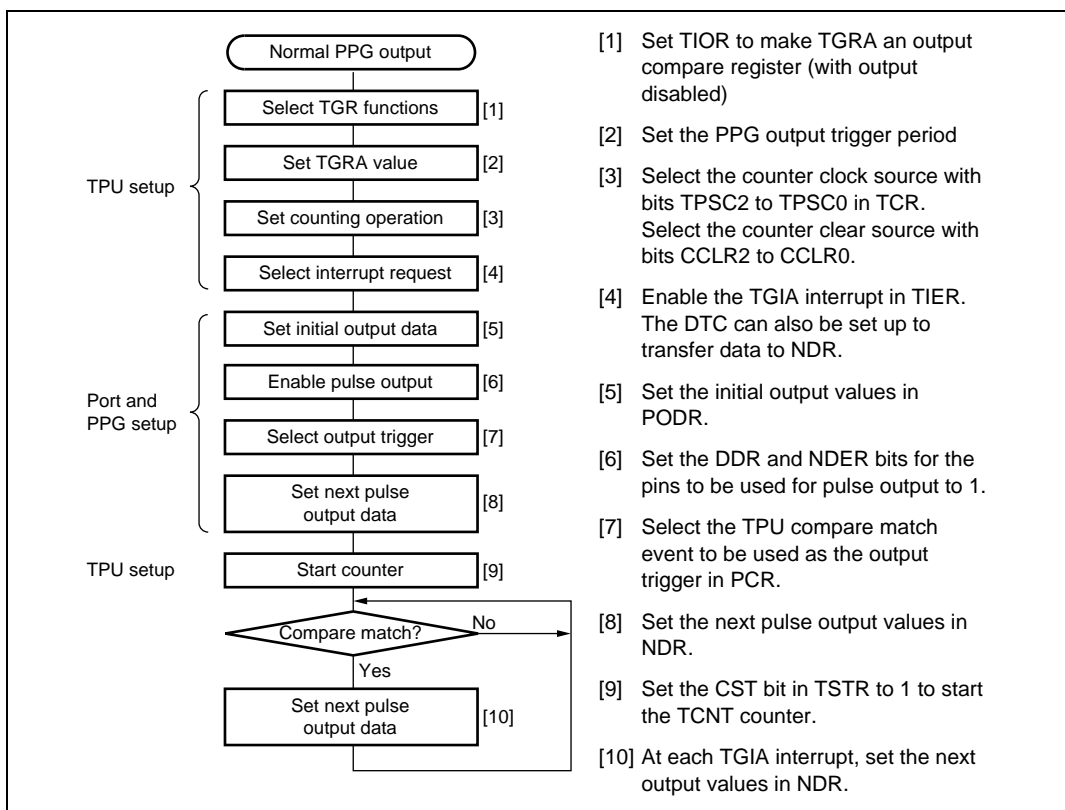 Normal PPG output
Select TGR functions [1]
Set TGRA value [2]
Set counting operation [3]
Select interrupt request [4]
TPU setup
Set initial output data [5]
Enable pulse output [6]
Select output trigger [7]
Set next pulse
output data [8]
Port and
PPG setup
TPU setup
Start counter [9]
Compare match?
No
Yes
Set next pulse
output data [10]
[1] Set TIOR to make TGRA an output
compare register (with output
disabled)
[2] Set the PPG output trigger period
[3] Select the counter clock source with
bits TPSC2 to TPSC0 in TCR.
Select the counter clear source with
bits CCLR2 to CCLR0.
[4] Enable the TGIA interrupt in TIER.
The DTC can also be set up to
transfer data to NDR.
[5] Set the initial output values in
PODR.
[6] Set the DDR and NDER bits for the
pins to be used for pulse output to 1.
[7] Select the TPU compare match
event to be used as the output
trigger in PCR.
[8] Set the next pulse output values in
NDR.
[9] Set the CST bit in TSTR to 1 to start
the TCNT counter.
[10] At each TGIA interrupt, set the next
output values in NDR.